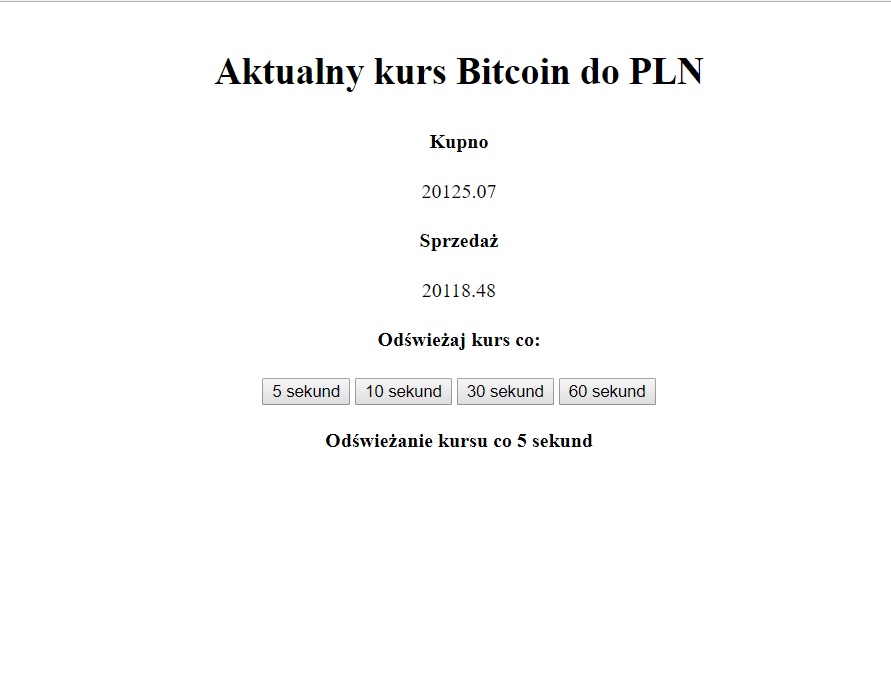 Aktualny kurs Bitcoin do PLN
Kupno
20125.07
Sprzedaż
20118.48
Odświeżaj kurs co:
5 sekund 10 sekund 30 sekund 60 sekund
Odświeżanie kursu co 5 sekund